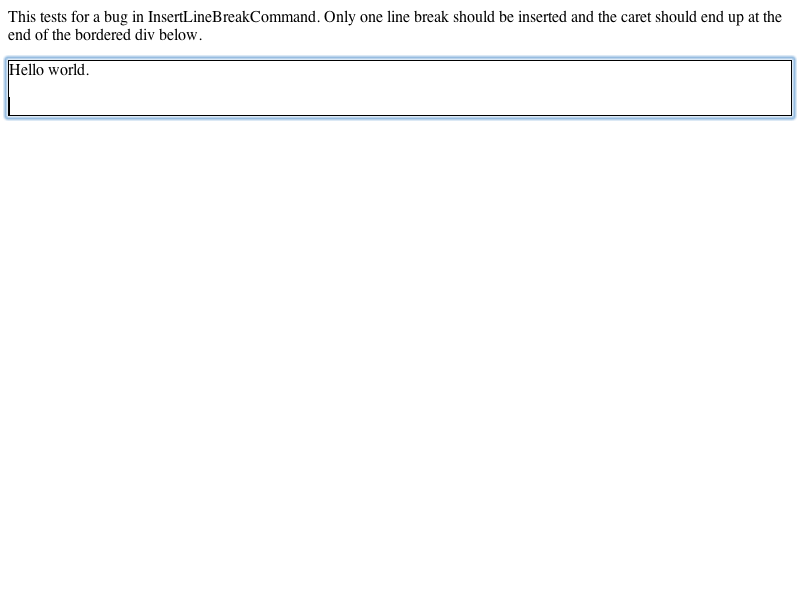 This tests for a bug in InsertLineBreakCommand. Only one line break should be inserted and the caret should end up at the
end of the bordered div below.
Hello world.